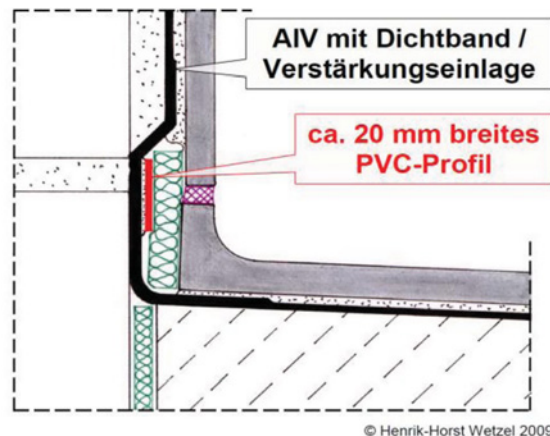 AIV mit Dichtband /
Verstärkungseinlage
ca. 20 mm breites
PVC-Profil
© Henrik-Horst Wetzel 2009